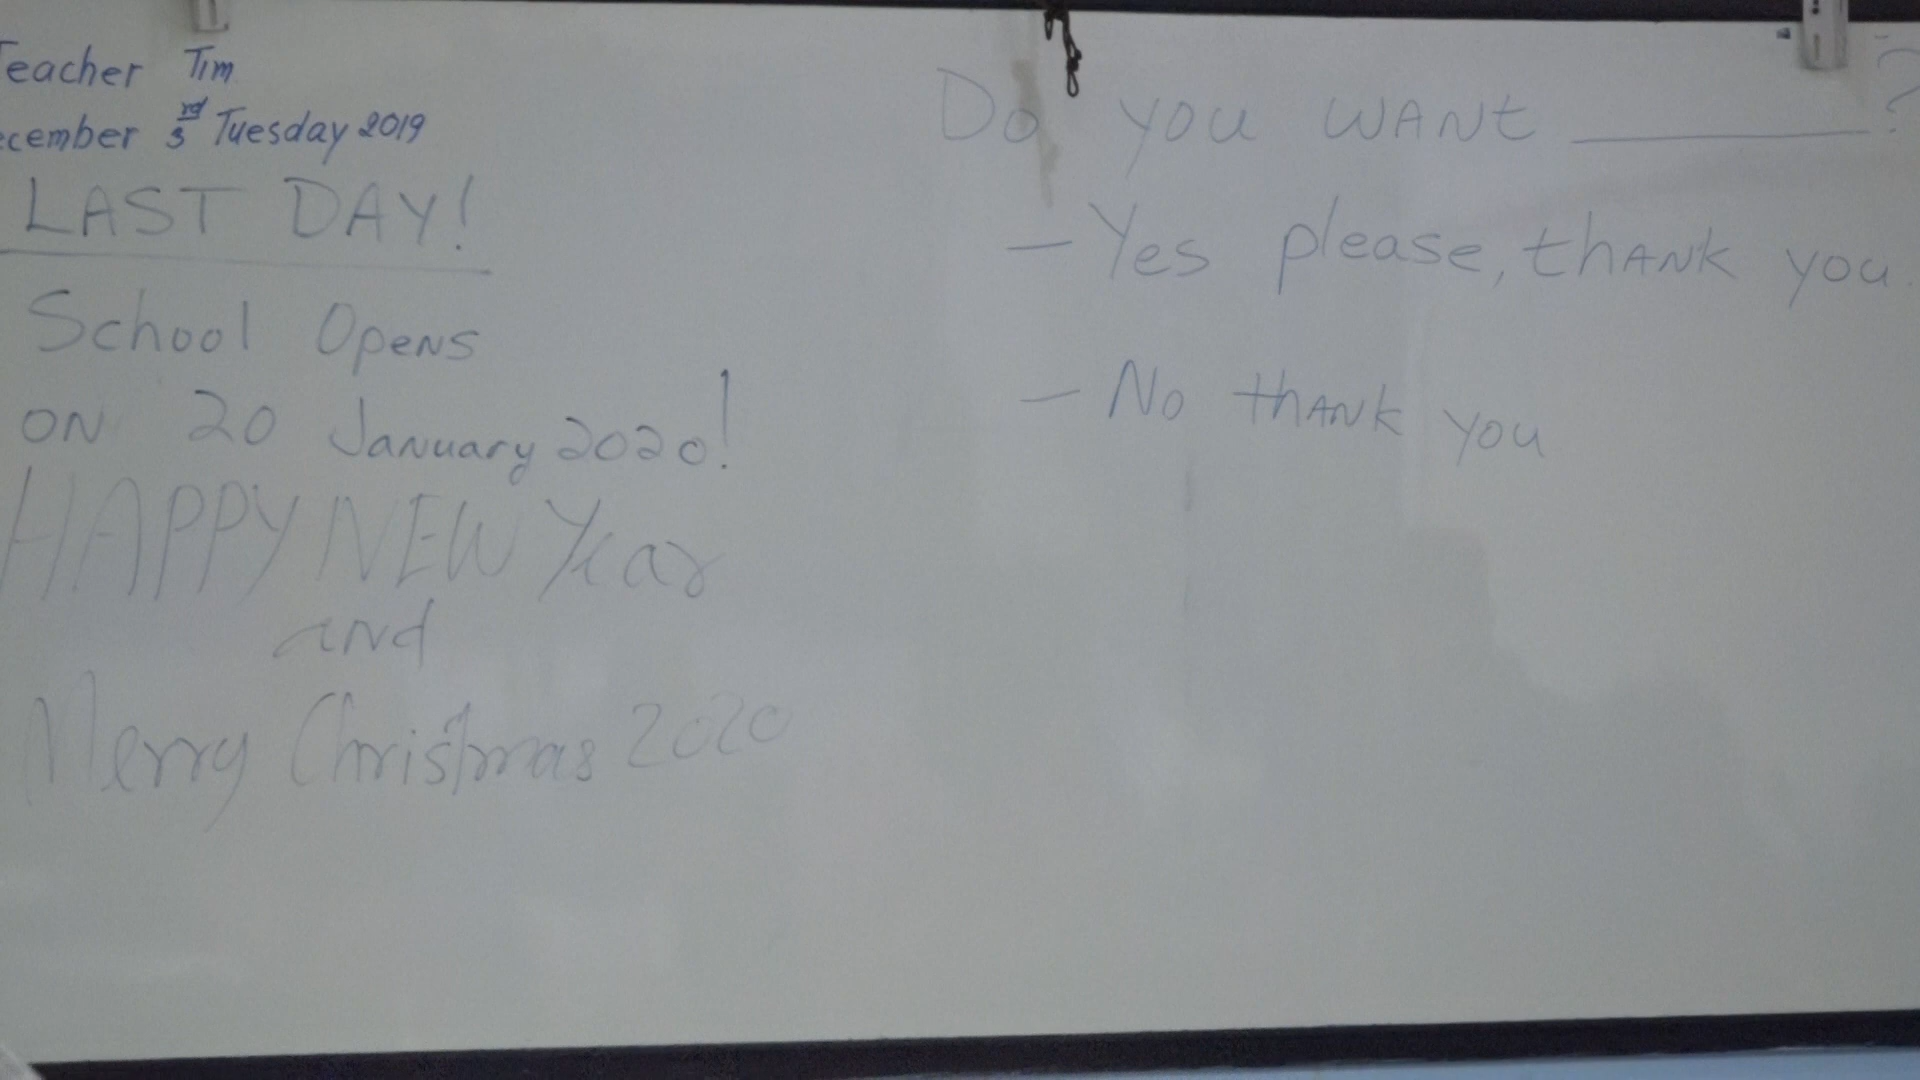 Teacher Tim
ecember 3rd Tuesday 2019
LAST DAY!
School Opens
ON 20 January 2020!
HAPPY NEW Year
and
Merry Christmas 2020
Do you WANt ________?
- Yes please, thANK you.
- No thANK you